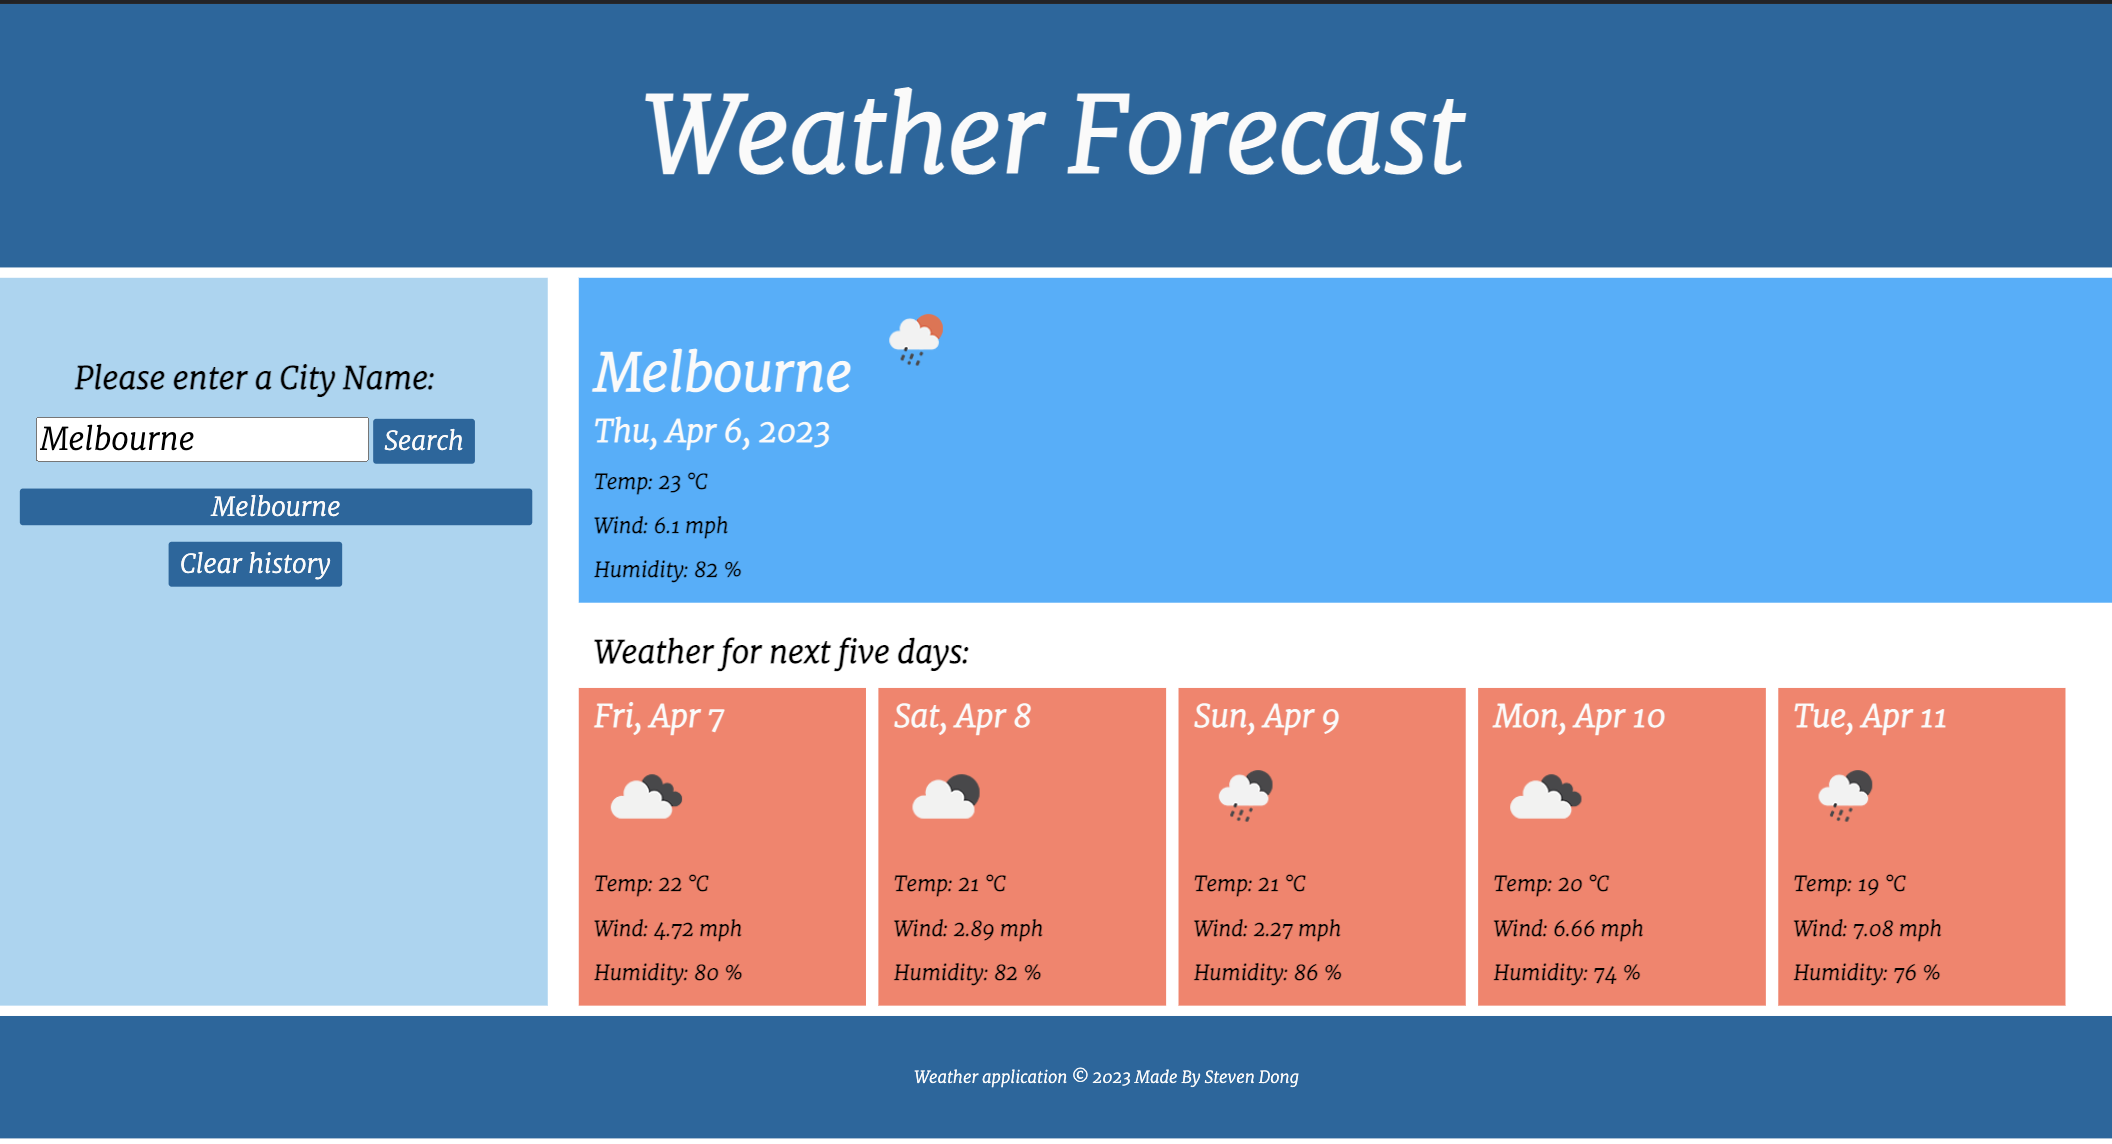 Weather Forecast
Please enter a City Name:
Melbourne
Search
Melbourne
Clear history
Melbourne
Thu, Apr 6, 2023
Temp: 23 °C
Wind: 6.1 mph
Humidity: 82 %
Weather for next five days:
Fri, Apr 7
Temp: 22 °C
Wind: 4.72 mph
Humidity: 80 %
Sat, Apr 8
Temp: 21 °C
Wind: 2.89 mph
Humidity: 82 %
Sun, Apr 9
Temp: 21 °C
Wind: 2.27 mph
Humidity: 86 %
Mon, Apr 10
Temp: 20 °C
Wind: 6.66 mph
Humidity: 74 %
Tue, Apr 11
Temp: 19 °C
Wind: 7.08 mph
Humidity: 76 %
Weather application © 2023 Made By Steven Dong